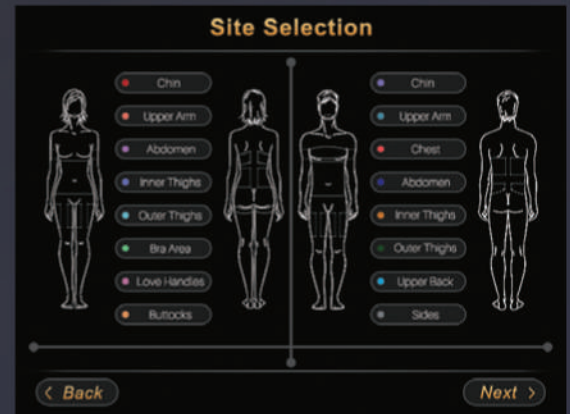 Site Selection
Chin
Upper Arm
Abdomen
Inner Thighs
Outer Thighs
Bra Area
Love Handles
Buttocks
Chin
Upper Arm
Chest
Abdomen
Inner Thighs
Outer Thighs
Upper Back
Sides
< Back
Next >